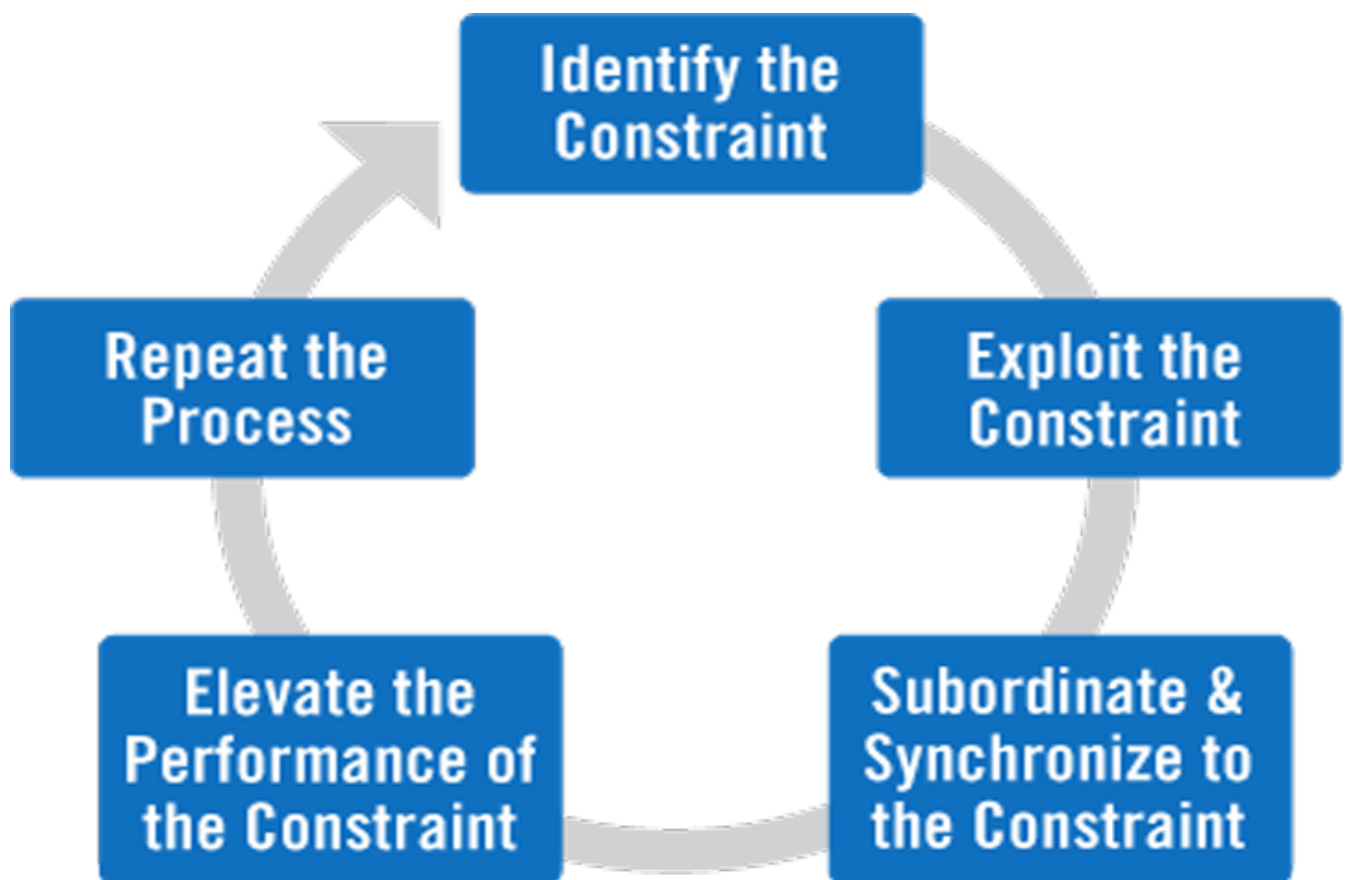 Identify the
Constraint
Exploit the
Constraint
Subordinate &
Synchronize to
the Constraint
Elevate the
Performance of
the Constraint
Repeat the
Process